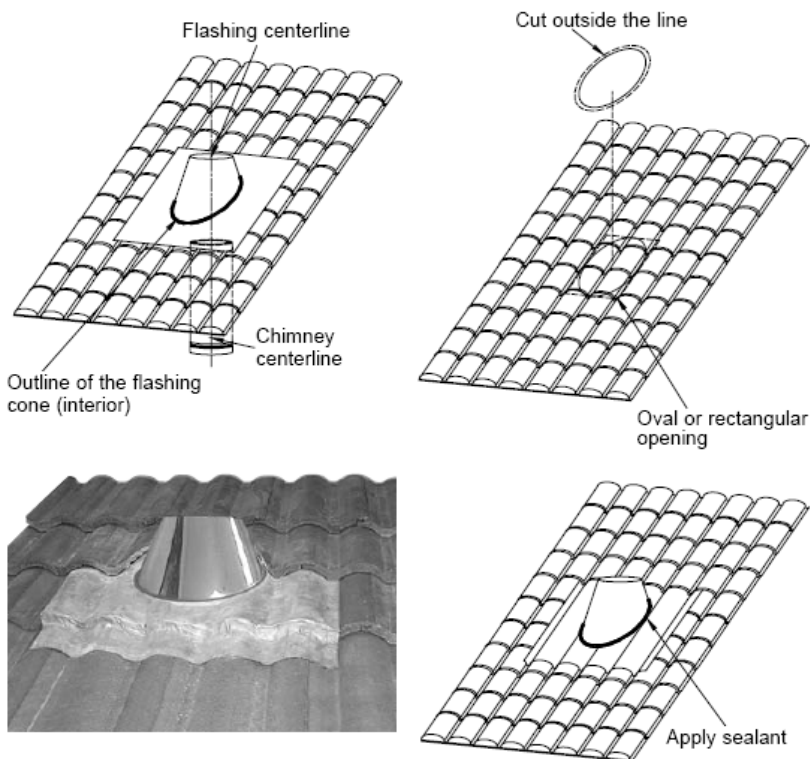 Flashing centerline
Chimney
centerline
Outline of the flashing
cone (interior)
Cut outside the line
Oval or rectangular
opening
Apply sealant